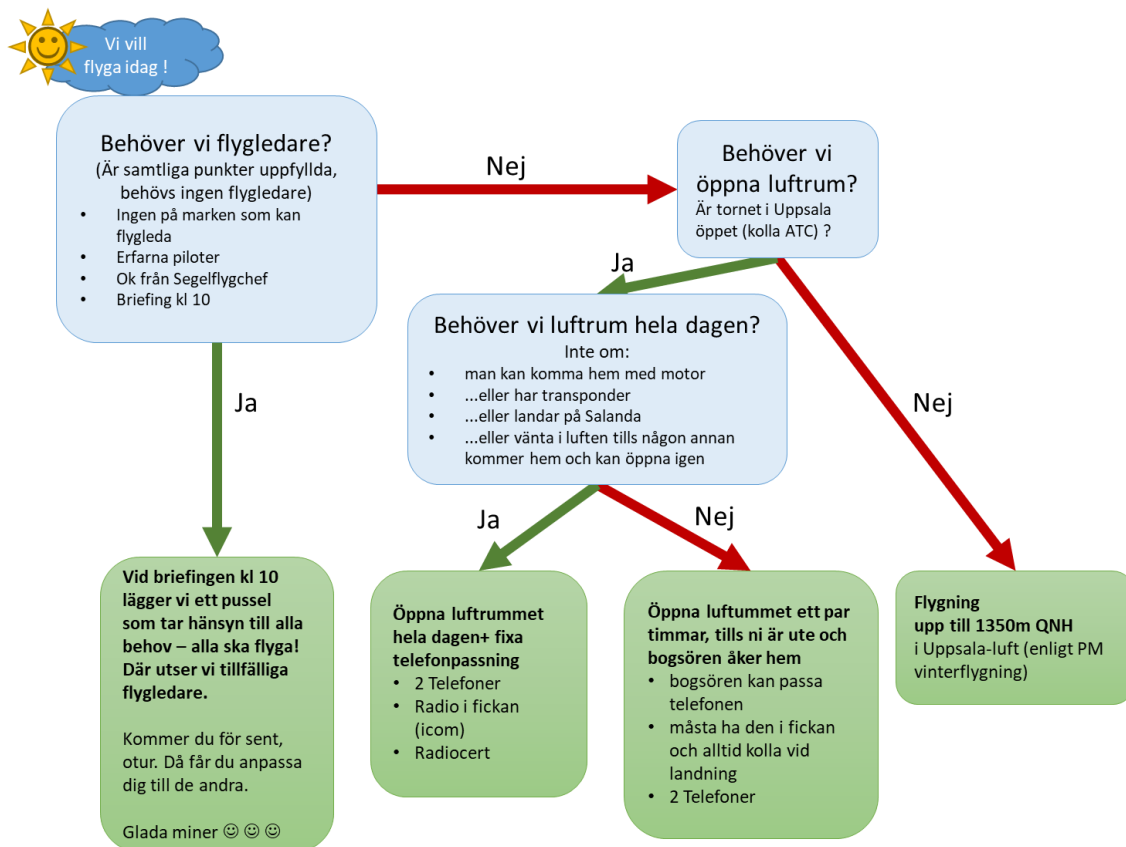 Vi vill
flyga idag !
Behöver vi flygledare?
(Är samtliga punkter uppfyllda,
behövs ingen flygledare)
• Ingen på marken som kan
flygleda
• Erfarna piloter
• Ok från Segelflygchef
• Briefing kl 10
Nej
Behöver vi
öppna luftrum?
Är tornet i Uppsala
öppet (kolla ATC) ?
Ja
Behöver vi luftrum hela dagen?
Inte om:
• man kan komma hem med motor
• ...eller har transponder
• ...eller landar på Salanda
• ...eller vänta i luften tills någon annan
kommer hem och kan öppna igen
Ja
Nej
Ja
Nej
Vid briefingen kl 10
lägger vi ett pussel
som tar hänsyn till alla
behov – alla ska flyga!
Där utser vi tillfälliga
flygledare.
Kommer du för sent,
otur. Då får du anpassa
dig till de andra.
Glada miner ☺ ☺ ☺
Öppna luftrummet
hela dagen+ fixa
telefonpassning
• 2 Telefoner
• Radio i fickan
(icom)
• Radiocert
Öppna luftummet ett par
timmar, tills ni är ute och
bogsören åker hem
• bogsören kan passa
telefonen
• måsta ha den i fickan
och alltid kolla vid
landning
• 2 Telefoner
Flygning
upp till 1350m QNH
i Uppsala-luft (enligt PM
vinterflygning)